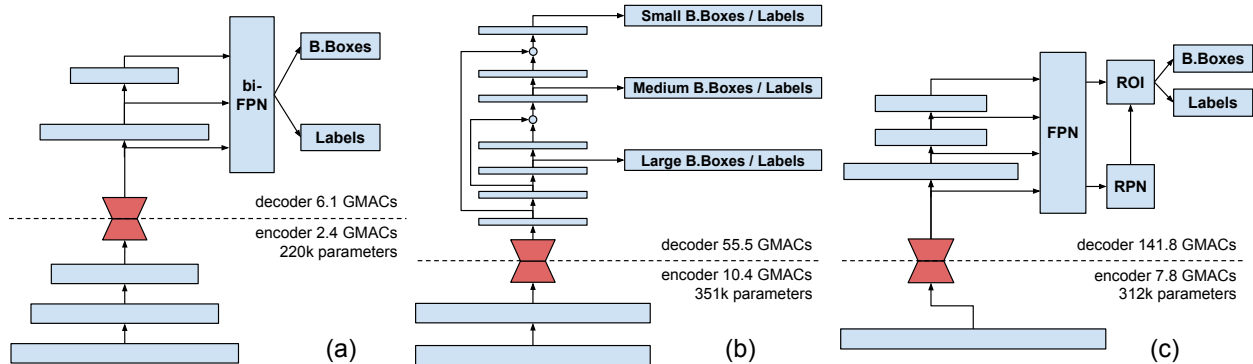 bi-
FPN
B.Boxes
Labels
decoder 6.1 GMACs
encoder 2.4 GMACs
220k parameters
(a)
Small B.Boxes / Labels
Medium B.Boxes / Labels
Large B.Boxes / Labels
decoder 55.5 GMACs
encoder 10.4 GMACs
351k parameters
(b)
FPN
ROI
RPN
B.Boxes
Labels
decoder 141.8 GMACs
encoder 7.8 GMACs
312k parameters
(c)